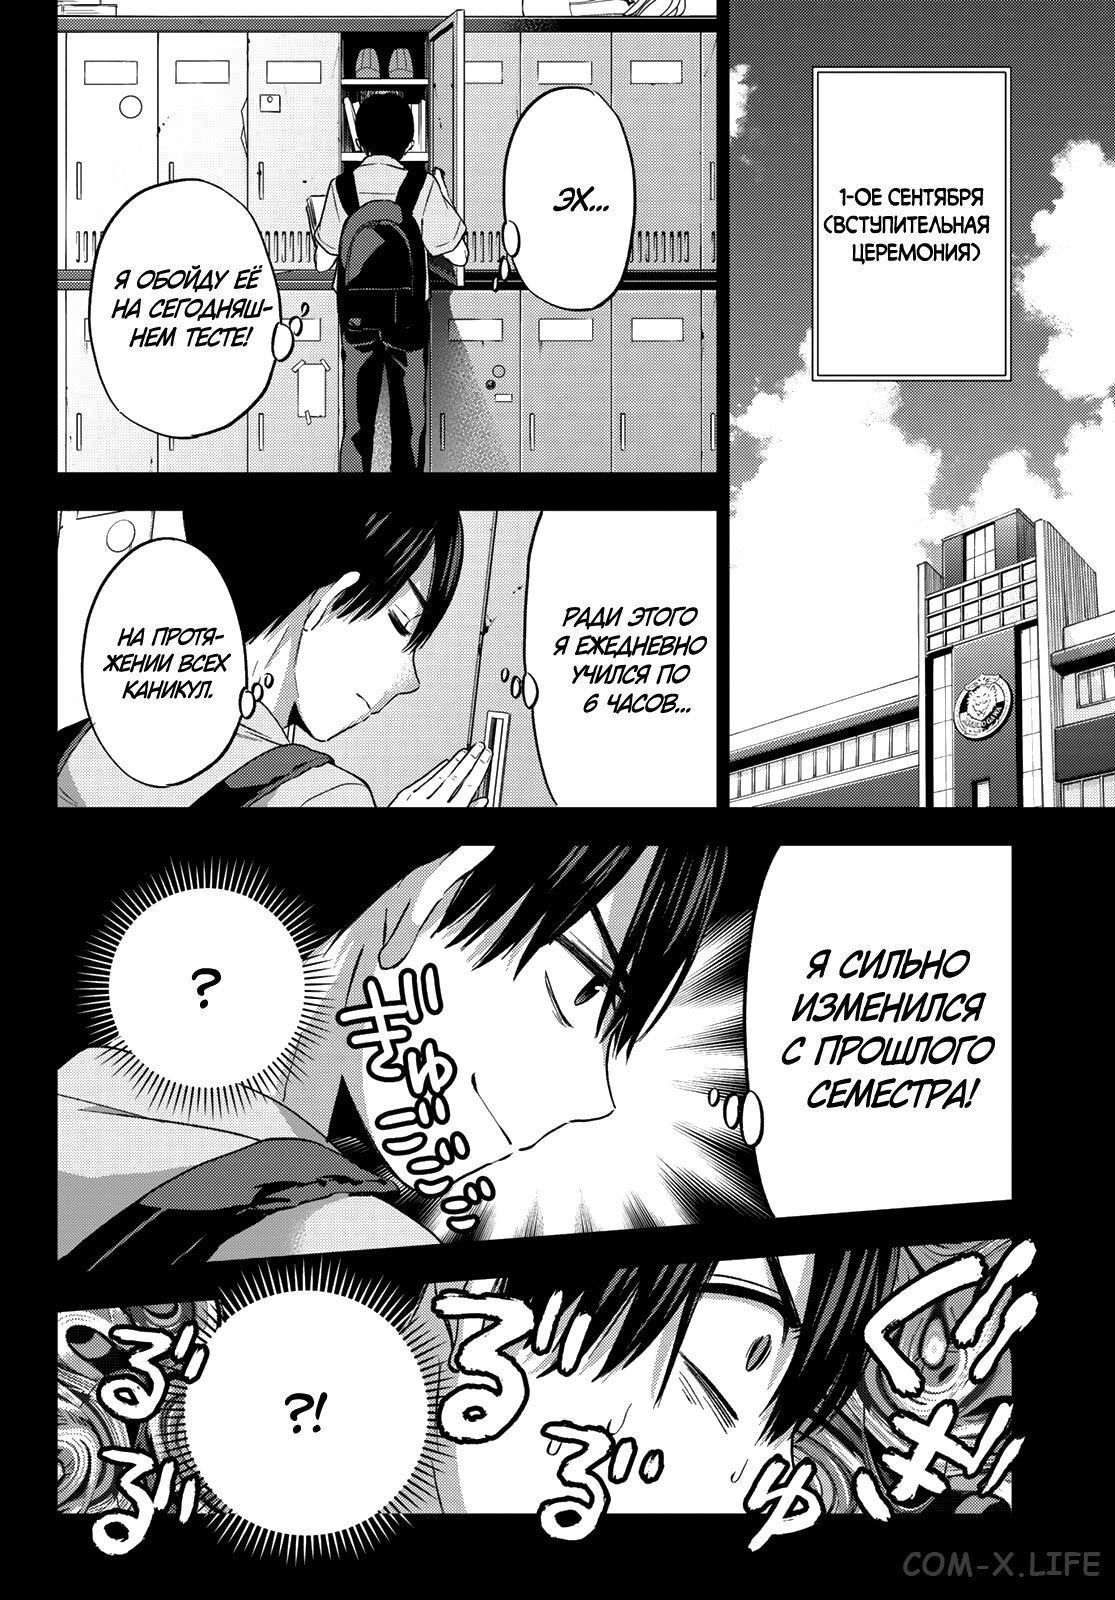 1-ОЕ СЕНТЯБРЯ
(ВСТУПИТЕЛЬНАЯ
ЦЕРЕМОНИЯ)
ЭХ...
Я ОБОЙДУ ЕЁ
НА СЕГОДНЯШ-
НЕМ ТЕСТЕ!
РАДИ ЭТОГО
Я ЕЖЕДНЕВНО
УЧИЛСЯ ПО
6 ЧАСОВ...
НА ПРОТЯ-
ЖЕНИИ ВСЕХ
КАНИКУЛ.
Я СИЛЬНО
ИЗМЕНИЛСЯ
С ПРОШЛОГО
СЕМЕСТРА!
?
?!
COM-X.LIFE